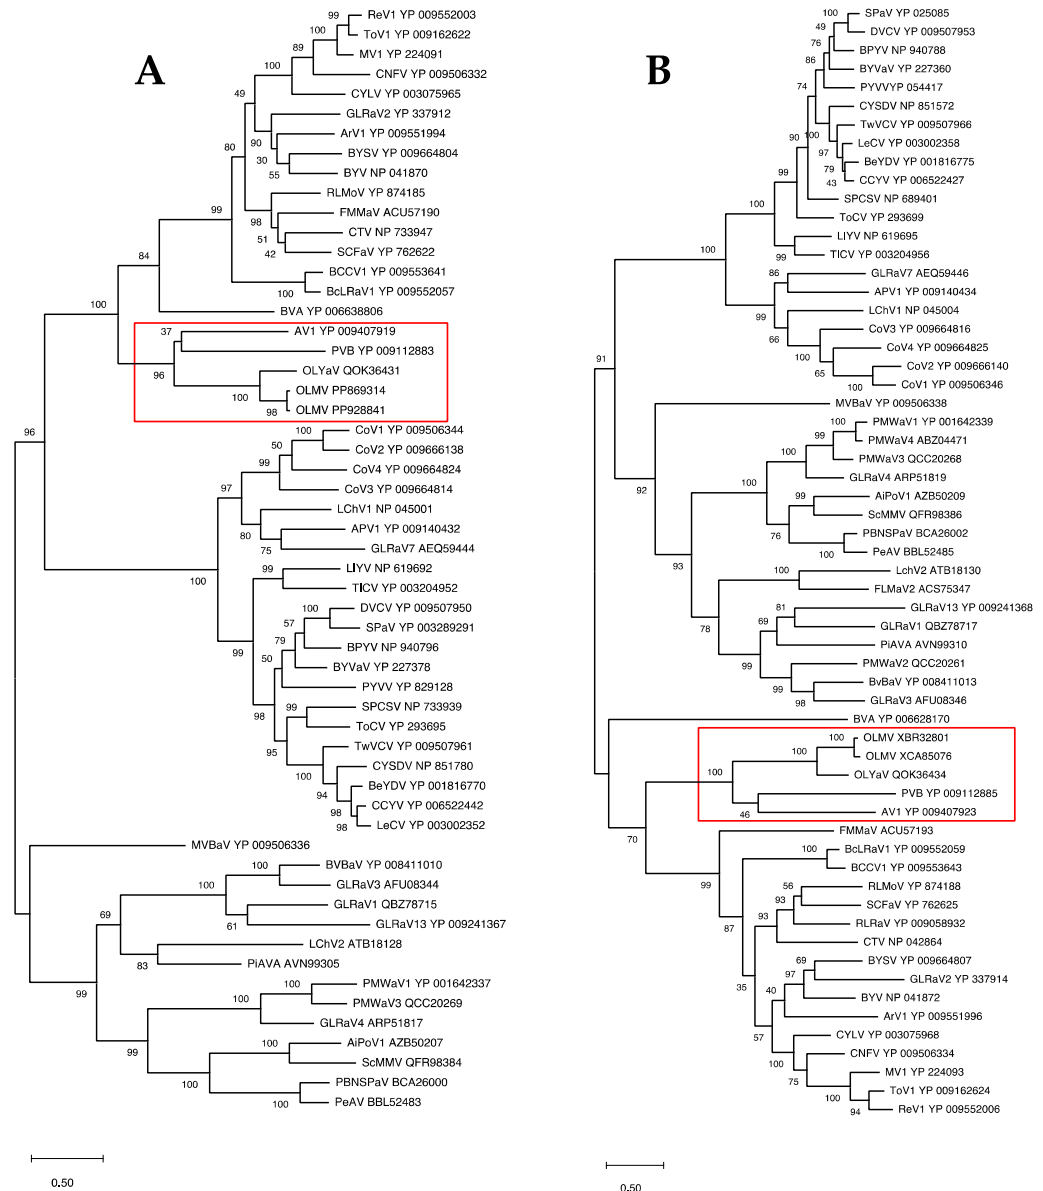 A
ReV1 YP 009552003
ToV1 YP 009162622
MV1 YP 224091
CNFV YP 009506332
CYLV YP 003075965
GLRaV2 YP 337912
ArV1 YP 009551994
BYSV YP 009664804
BYV NP 041870
RLMoV YP 874185
FMMaV ACU57190
CTV NP 733947
SCFaV YP 762622
BCCV1 YP 009553641
BcLRaV1 YP 009552057
BVA YP 006638806
AV1 YP 009407919
PVB YP 009112883
OLYaV QOK36431
OLMV PP869314
OLMV PP928841
CoV1 YP 009506344
CoV2 YP 009666138
CoV4 YP 009664824
CoV3 YP 009664814
LChV1 NP 045001
APV1 YP 009140432
GLRaV7 AEQ59444
LIYV NP 619692
TICV YP 003204952
DVCV YP 009507950
SPaV YP 003289291
BPYV NP 940796
BYVaV YP 227378
PYVV YP 829128
SPCSV NP 733939
ToCV YP 293695
TwVCV YP 009507961
CYSDV NP 851780
BeYDV YP 001816770
CCYV YP 006522442
LeCV YP 003002352
MVBaV YP 009506336
BVBaV YP 008411010
GLRaV3 AFU08344
GLRaV1 QBZ78715
GLRaV13 YP 009241367
LChV2 ATB18128
PiAVA AVN99305
PMWaV1 YP 001642337
PMWaV3 QCC20269
GLRaV4 ARP51817
AiPoV1 AZB50207
ScMMV QFR98384
PBNSPaV BCA26000
PeAV BBL52483
99
100
89
100
49
90
30
55
80
98
51
42
99
100
84
100
37
96
100
98
96
100
50
99
97
80
75
100
99
99
100
57
79
50
98
99
95
100
94
98
98
100
100
61
69
83
99
100
100
99
100
100
100
0.50
B
SPaV YP 025085
DVCV YP 009507953
BPYV NP 940788
BYVaV YP 227360
PYVVYP 054417
CYSDV NP 851572
TwVCV YP 009507966
LeCV YP 003002358
BeYDV YP 001816775
CCYV YP 006522427
SPCSV NP 689401
ToCV YP 293699
LIYV NP 619695
TICV YP 003204956
GLRaV7 AEQ59446
APV1 YP 009140434
LChV1 NP 045004
CoV3 YP 009664816
CoV4 YP 009664825
CoV2 YP 009666140
CoV1 YP 009506346
MVBaV YP 009506338
PMWaV1 YP 001642339
PMWaV4 ABZ04471
PMWaV3 QCC20268
GLRaV4 ARP51819
AiPoV1 AZB50209
ScMMV QFR98386
PBNSPaV BCA26002
PeAV BBL52485
LchV2 ATB18130
FLMaV2 ACS75347
GLRaV13 YP 009241368
GLRaV1 QBZ78717
PiAVA AVN99310
PMWaV2 QCC20261
BvBaV YP 008411013
GLRaV3 AFU08346
BVA YP 006628170
OLMV XBR32801
OLMV XCA85076
OLYaV QOK36434
PVB YP 009112885
AV1 YP 009407923
FMMaV ACU57193
BcLRaV1 YP 009552059
BCCV1 YP 009553643
RLMoV YP 874188
SCFaV YP 762625
RLRaV YP 009058932
CTV NP 042864
BYSV YP 009664807
GLRaV2 YP 337914
BYV NP 041872
ArV1 YP 009551996
CYLV YP 003075968
CNFV YP 009506334
MV1 YP 224093
ToV1 YP 009162624
ReV1 YP 009552006
100
49
76
86
74
90
100
97
79
43
99
100
99
100
86
99
66
100
65
100
91
100
99
100
100
99
76
100
92
93
100
78
81
69
99
99
98
100
100
100
46
70
100
99
56
93
93
87
69
97
40
35
57
100
75
100
94
0.50